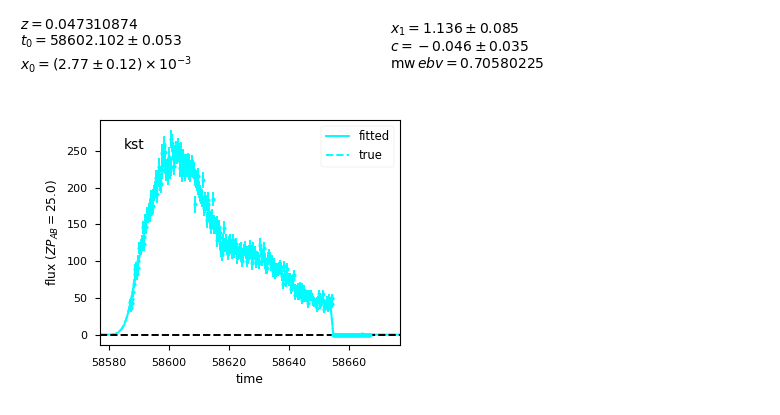 z = 0.047310874
t₀ = 58602.102 ± 0.053
x₀ = (2.77 ± 0.12) × 10⁻³
x₁ = 1.136 ± 0.085
c = −0.046 ± 0.035
mw ebv = 0.70580225
kst
fitted
true
250
200
150
100
50
0
flux (ZP_AB = 25.0)
58580 58600 58620 58640 58660
time